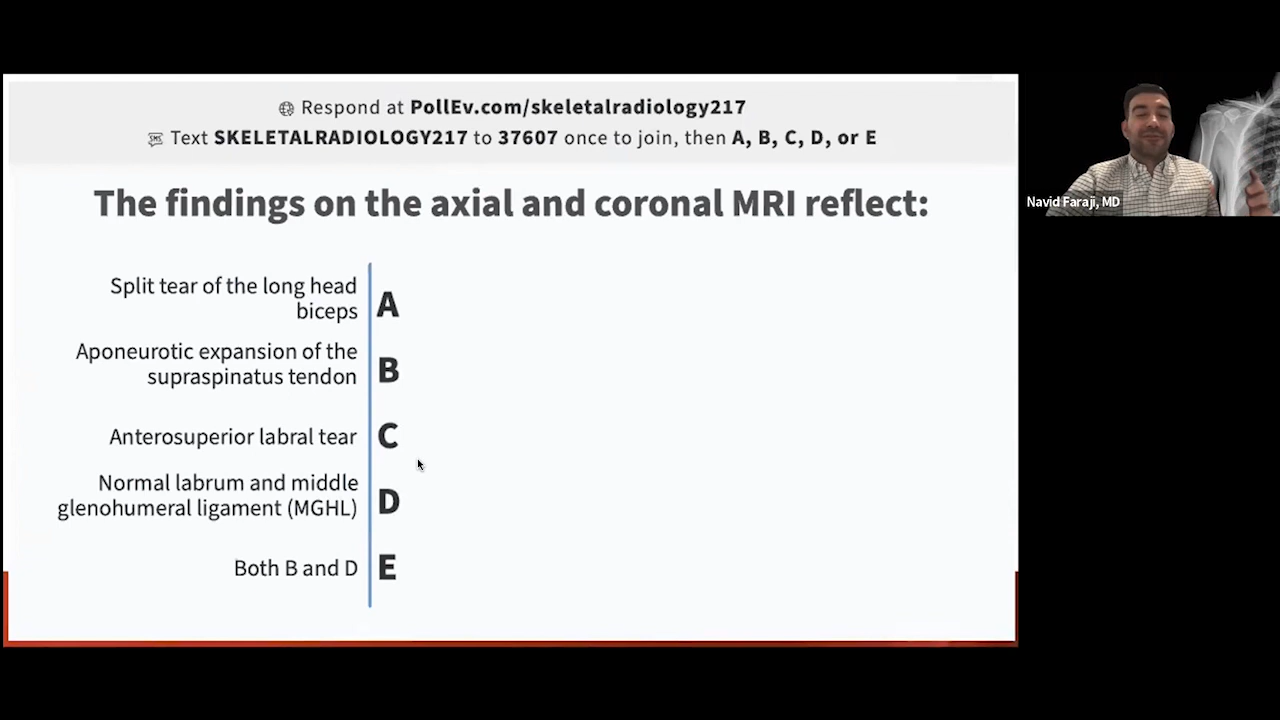 Respond at PollEv.com/skeletalradiology217
Text SKELETALRADIOLOGY217 to 37607 once to join, then A, B, C, D, or E
The findings on the axial and coronal MRI reflect:
Split tear of the long head
biceps
A
Aponeurotic expansion of the
supraspinatus tendon
B
Anterosuperior labral tear
C
Normal labrum and middle
glenohumeral ligament (MGHL)
D
Both B and D
E
Navid Faraji, MD